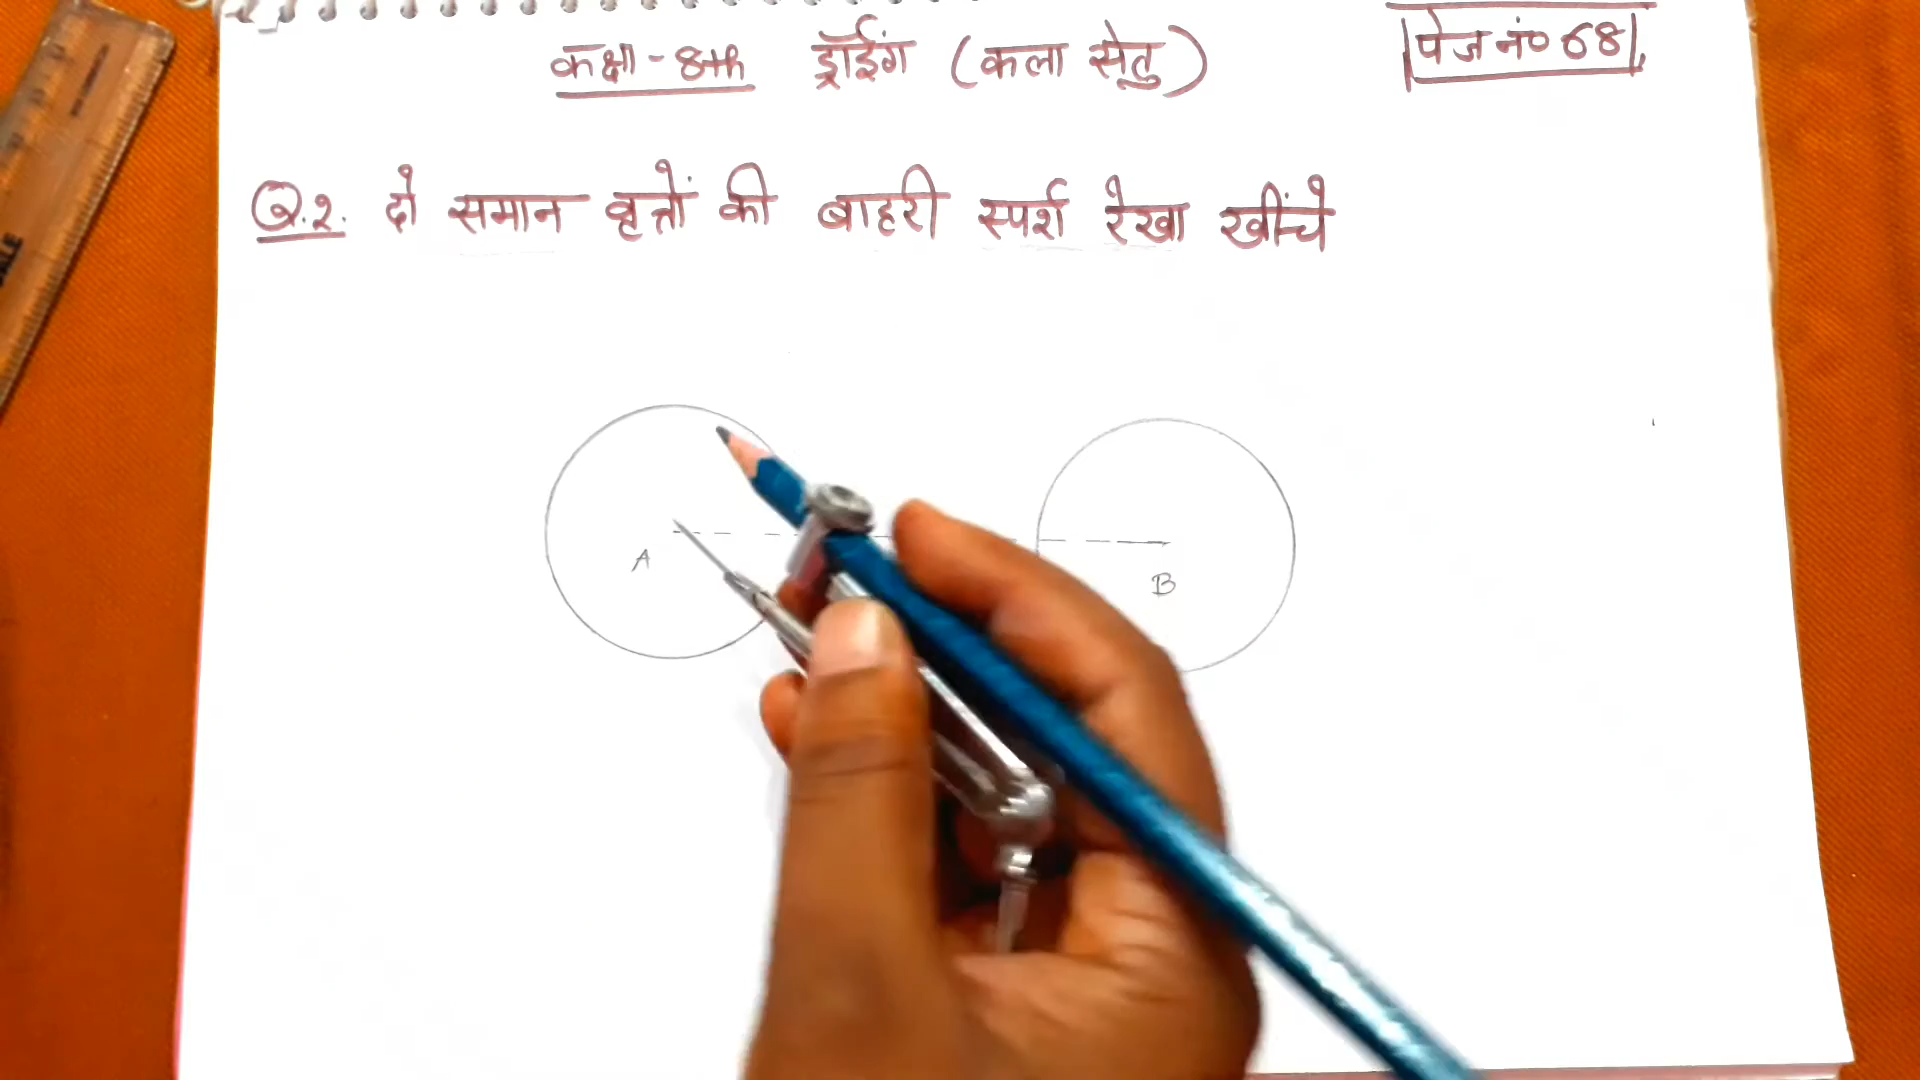 कक्षा - 8th ड्रॉईंग (कला सेतु)
पेज नं० 68
Q.2. दो समान वृत्तों की बाहरी स्पर्श रेखा खींचे
A
B